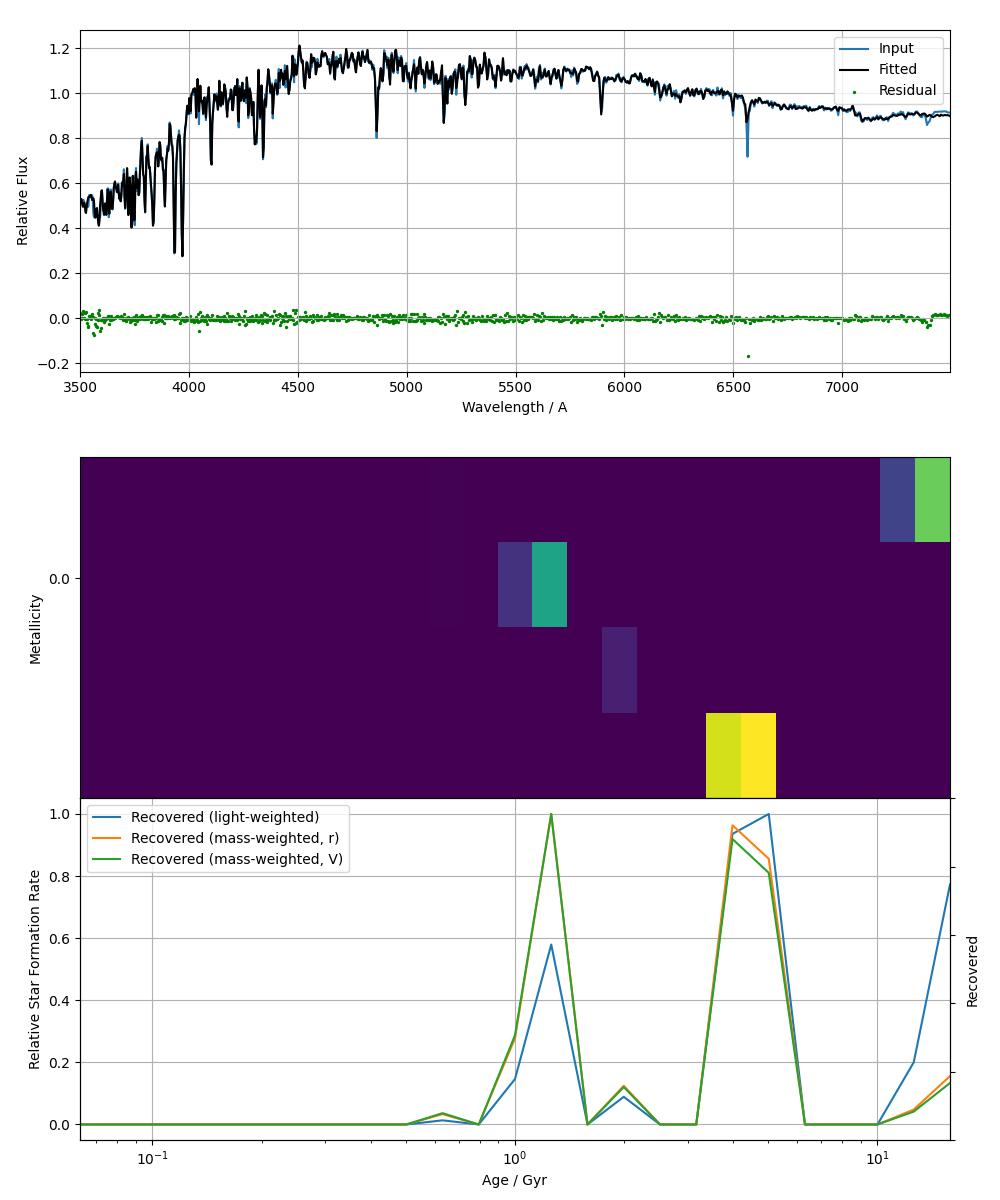 1.2
1.0
0.8
0.6
0.4
0.2
0.0
−0.2
Relative Flux
Input
Fitted
Residual
3500 4000 4500 5000 5500 6000 6500 7000
Wavelength / A
0.0
Metallicity
Recovered (light-weighted)
Recovered (mass-weighted, r)
Recovered (mass-weighted, V)
1.0
0.8
0.6
0.4
0.2
0.0
Relative Star Formation Rate
Recovered
10⁻¹ 10⁰ 10¹
Age / Gyr